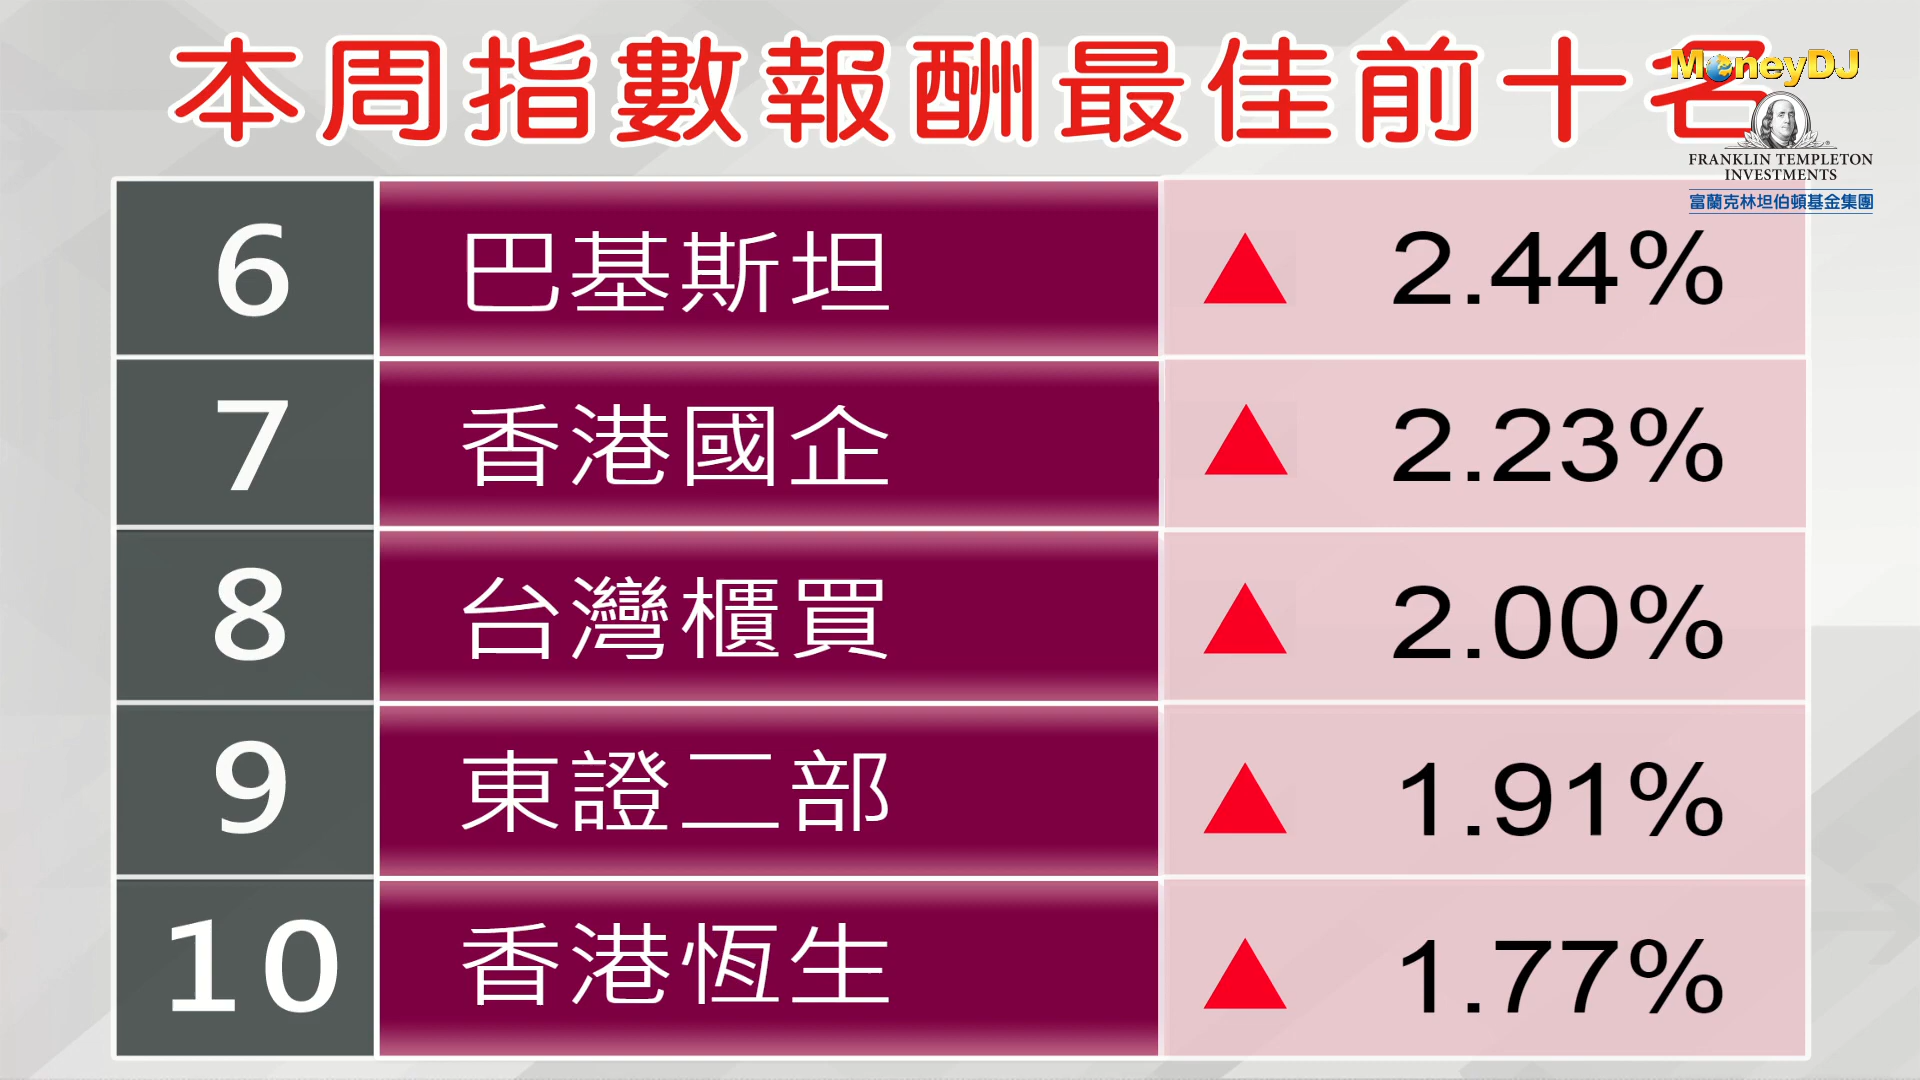 本周指數報酬最佳前十名
MoneyDJ
FRANKLIN TEMPLETON
INVESTMENTS
富蘭克林坦伯頓基金集團
6 巴基斯坦 ▲ 2.44%
7 香港國企 ▲ 2.23%
8 台灣櫃買 ▲ 2.00%
9 東證二部 ▲ 1.91%
10 香港恆生 ▲ 1.77%